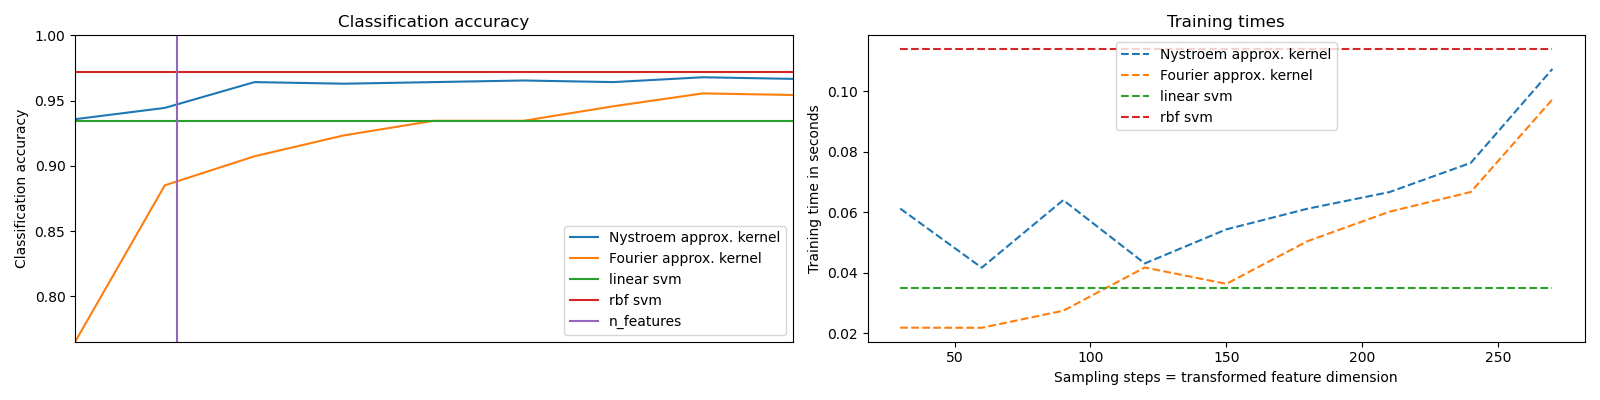 Classification accuracy
Classification accuracy
1.00
0.95
0.90
0.85
0.80
Nystroem approx. kernel
Fourier approx. kernel
linear svm
rbf svm
n_features
Training times
Training time in seconds
0.10
0.08
0.06
0.04
0.02
Nystroem approx. kernel
Fourier approx. kernel
linear svm
rbf svm
50
100
150
200
250
Sampling steps = transformed feature dimension